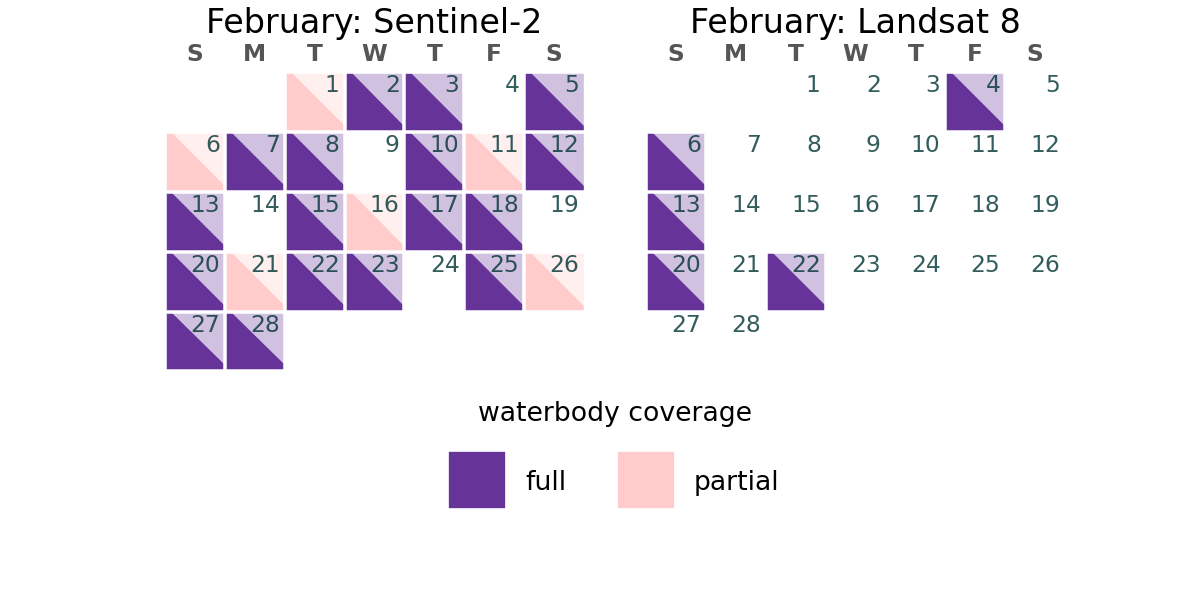 February: Sentinel-2
S M T W T F S
1 2 3 4 5
6 7 8 9 10 11 12
13 14 15 16 17 18 19
20 21 22 23 24 25 26
27 28
February: Landsat 8
S M T W T F S
1 2 3 4 5
6 7 8 9 10 11 12
13 14 15 16 17 18 19
20 21 22 23 24 25 26
27 28
waterbody coverage
full partial